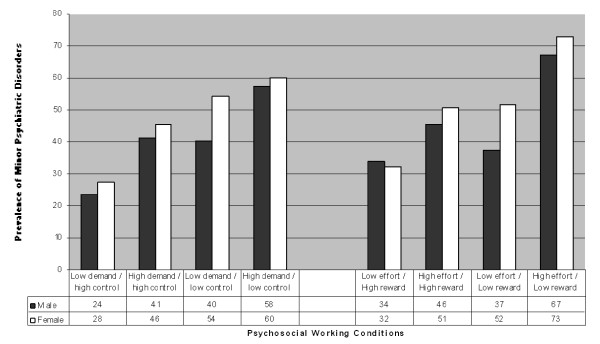 Prevalence of Minor Psychiatric Disorders
80
70
60
50
40
30
20
10
0
Low demand / high control
High demand / high control
Low demand / low control
High demand / low control
Low effort / High reward
High effort / High reward
Low effort / Low reward
High effort / Low reward
Male 24 41 40 58 34 46 37 67
Female 28 46 54 60 32 51 52 73
Psychosocial Working Conditions